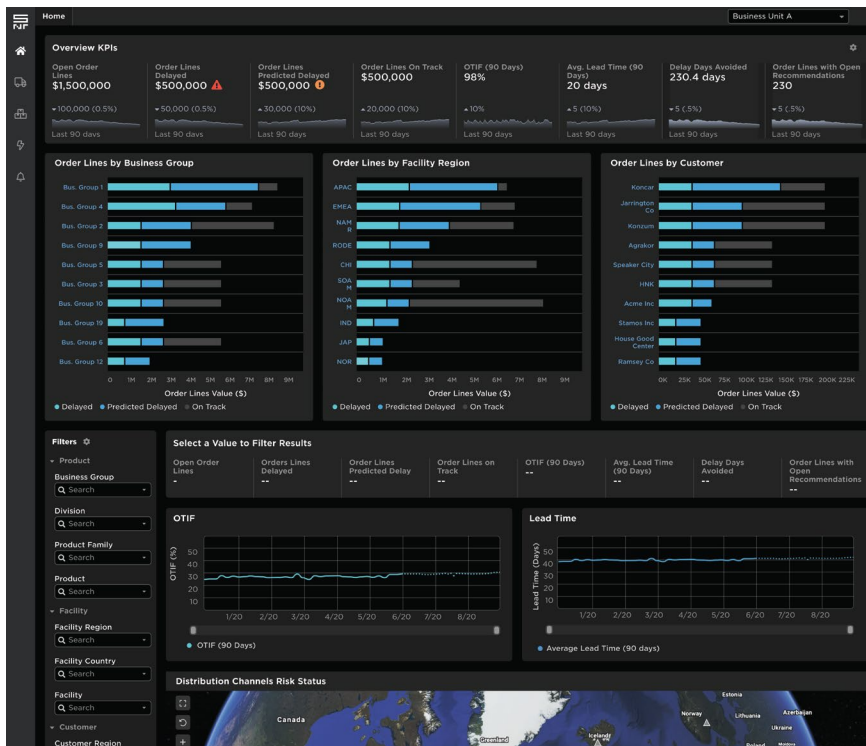 SNF
Home
Business Unit A
Overview KPIs
Open Order
Lines
$1,500,000
▾100,000 (0.5%)
Last 90 days
Order Lines
Delayed
$500,000
▾50,000 (0.5%)
Last 90 days
Order Lines
Predicted Delayed
$500,000
▴30,000 (10%)
Last 90 days
Order Lines On Track
$500,000
▴20,000 (10%)
Last 90 days
OTIF (90 Days)
98%
▴10%
Last 90 days
Avg. Lead Time (90
Days)
20 days
▴5 (10%)
Last 90 days
Delay Days Avoided
230.4 days
▾5 (.5%)
Last 90 days
Order Lines with Open
Recommendations
230
▾5 (.5%)
Last 90 days
Order Lines by Business Group
Bus. Group 1
Bus. Group 4
Bus. Group 2
Bus. Group 9
Bus. Group 5
Bus. Group 3
Bus. Group 10
Bus. Group 19
Bus. Group 6
Bus. Group 12
0 1M 2M 3M 4M 5M 6M 7M 8M 9M
Order Lines Value ($)
Delayed Predicted Delayed On Track
Order Lines by Facility Region
APAC
EMEA
NAM
R
RODE
CHI
SOA
M
NOA
M
IND
JAP
NOR
0 1M 2M 3M 4M 5M 6M 7M 8M 9M
Order Lines Value ($)
Delayed Predicted Delayed On Track
Order Lines by Customer
Koncar
Jarrington
Co
Konzum
Agrakor
Speaker City
HNK
Acme Inc
Stamos Inc
House Good
Center
Ramsey Co
0K 25K 50K 75K 100K 125K 150K 175K 200K 225K
Order Lines Value ($)
Delayed Predicted Delayed On Track
Filters
Product
Business Group
Search
Division
Search
Product Family
Search
Product
Search
Facility
Facility Region
Search
Facility Country
Search
Facility
Search
Customer
Customer Region
Select a Value to Filter Results
Open Order
Lines
-
Orders Lines
Delayed
--
Order Lines
Predicted Delay
--
Order Lines on
Track
--
OTIF (90 Days)
--
Avg. Lead Time
(90 Days)
--
Delay Days
Avoided
--
Order Lines with
Open
Recommendations
--
OTIF
OTIF (%)
50
40
30
20
10
1/20 2/20 3/20 4/20 5/20 6/20 7/20 8/20
OTIF (90 Days)
Lead Time
Lead Time (Days)
50
40
30
20
10
1/20 2/20 3/20 4/20 5/20 6/20 7/20 8/20
Average Lead Time (90 days)
Distribution Channels Risk Status
Canada
Greenland
Iceland
Norway
Estonia
Lithuania
Azerbaijan
Ukraine
Poland
Moldova